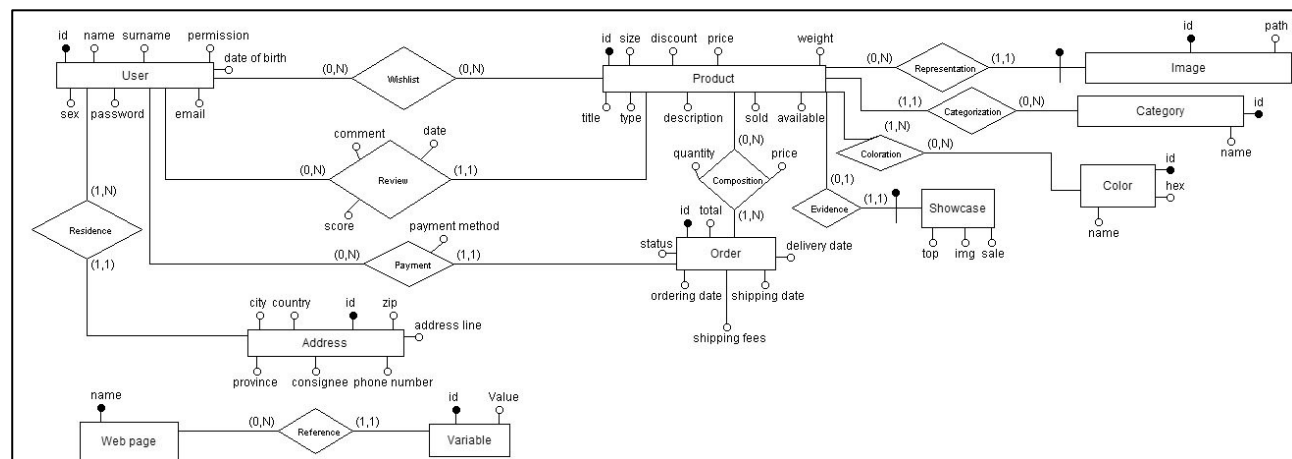 id name surname permission
date of birth
User
sex password email
(0,N) Wishlist (0,N)
id size discount price weight
Product
title type description sold available
(0,N) Representation (1,1)
id path
Image
(1,1) Categorization (0,N)
Category id
name
(1,N)
Coloration (0,N)
Color id
hex
name
comment date
(0,N) Review (1,1)
score
(0,N)
quantity price
Composition
(1,N)
(0,1)
Evidence (1,1)
Showcase
top img sale
(1,N)
Residence
(1,1)
payment method
(0,N) Payment (1,1)
id total
status Order delivery date
ordering date shipping date
shipping fees
city country id zip
address line
Address
province consignee phone number
name
Web page
(0,N) Reference (1,1)
id Value
Variable